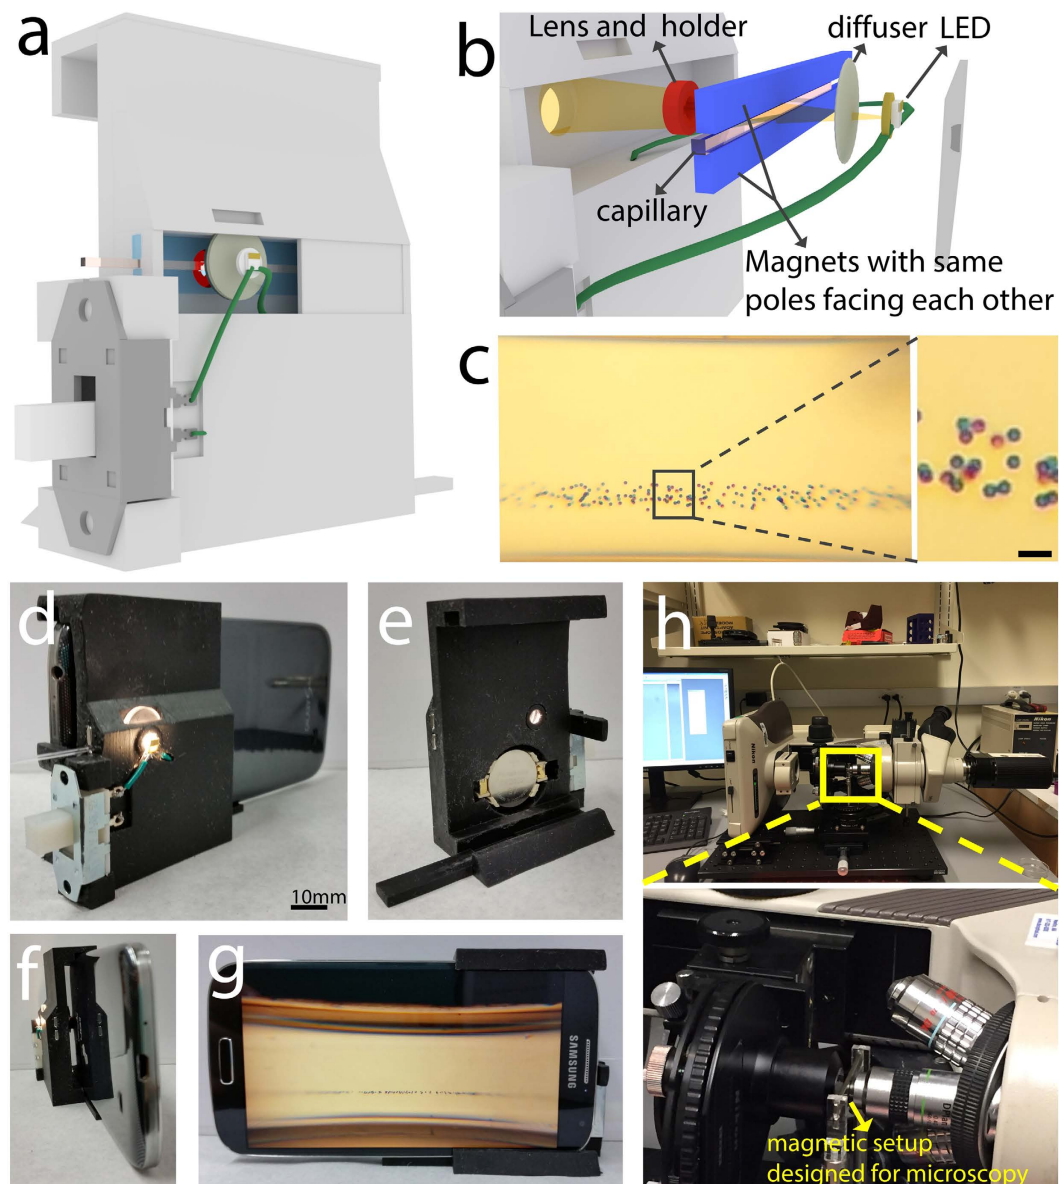 a
b
Lens and holder
diffuser LED
capillary
Magnets with same
poles facing each other
c
d
10mm
e
f
g
SAMSUNG
h
Nikon
Nikon
magnetic setup
designed for microscopy